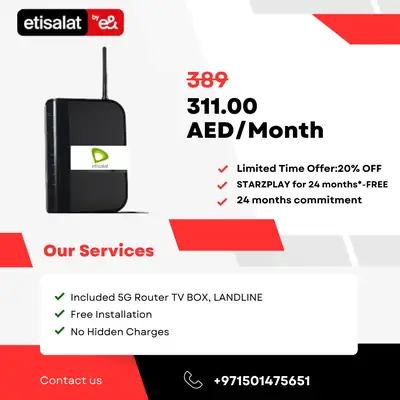 etisalat by e&
389
311.00
AED/Month
etisalat
Limited Time Offer:20% OFF
STARZPLAY for 24 months*-FREE
24 months commitment
Our Services
Included 5G Router TV BOX, LANDLINE
Free Installation
No Hidden Charges
Contact us
+971501475651